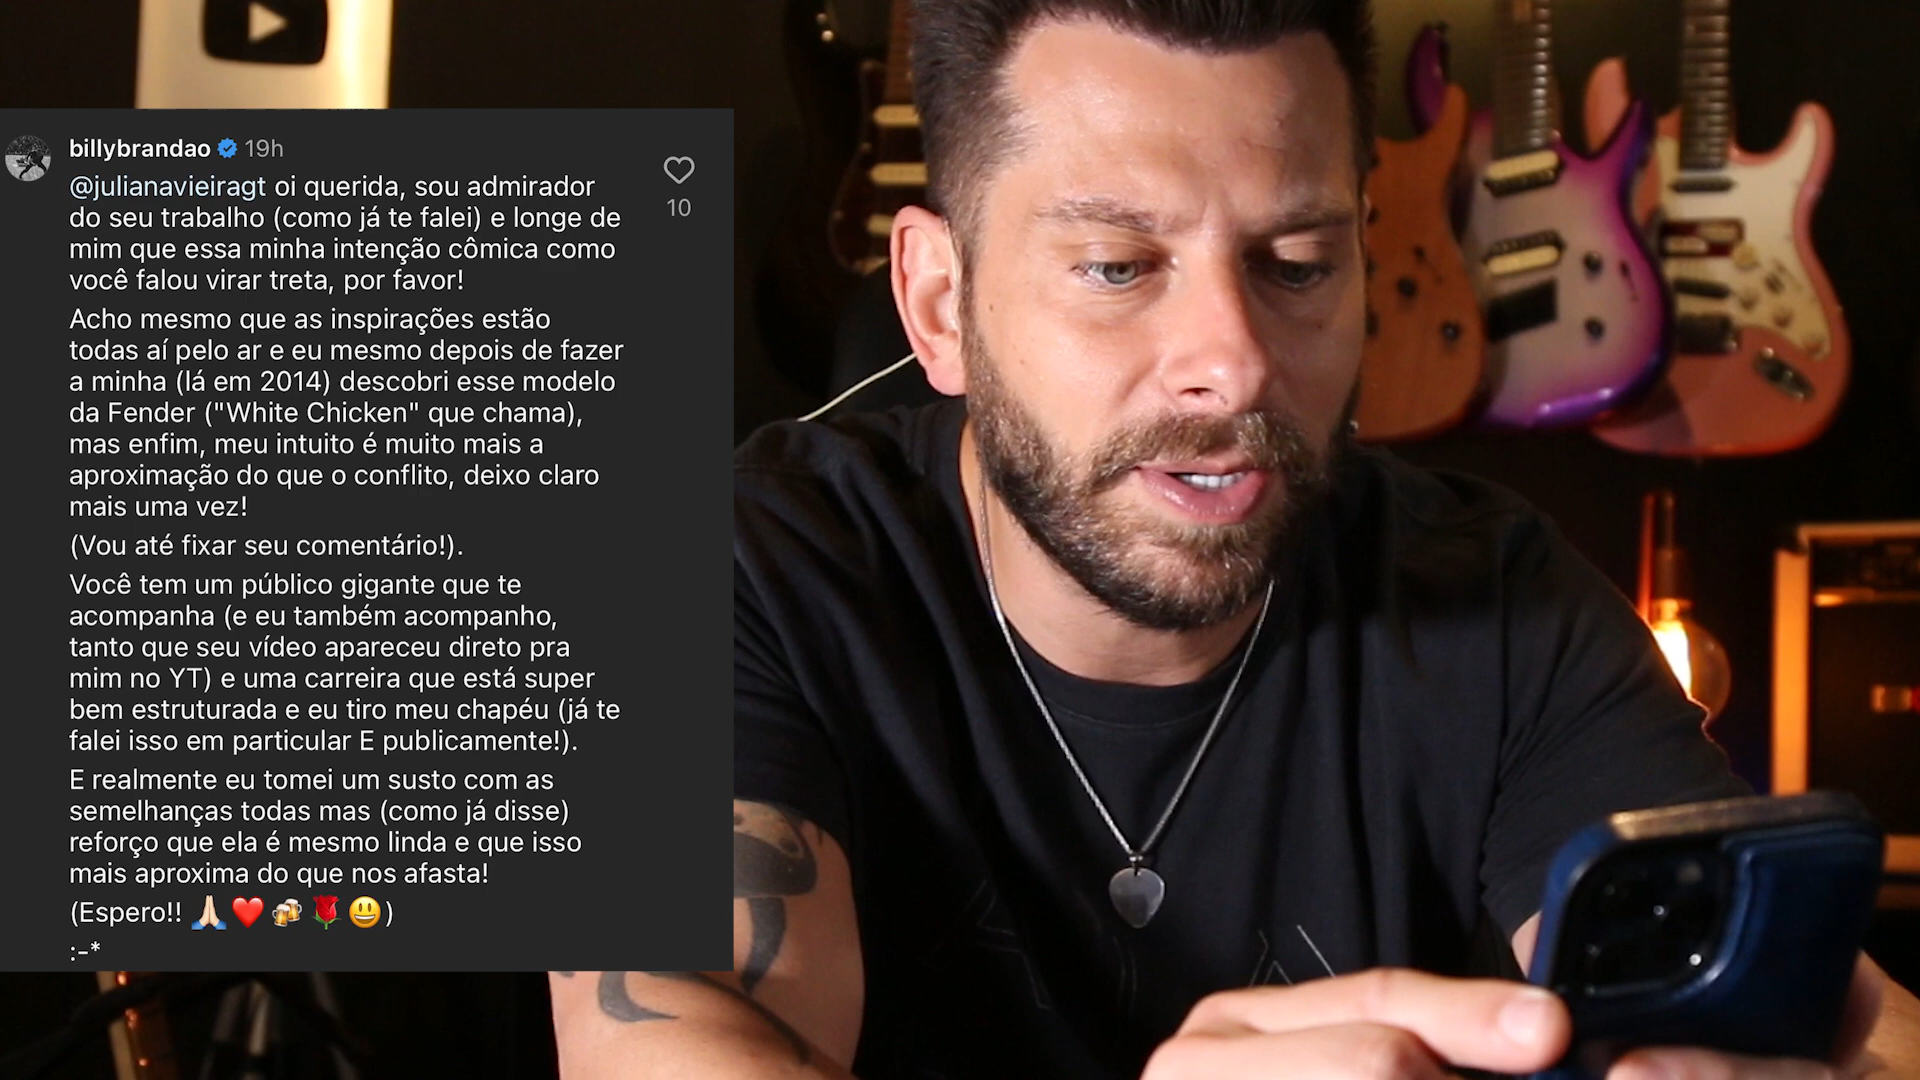 billybrandao 19h
@julianavieiragt oi querida, sou admirador
do seu trabalho (como já te falei) e longe de
mim que essa minha intenção cômica como
você falou virar treta, por favor!
10
Acho mesmo que as inspirações estão
todas aí pelo ar e eu mesmo depois de fazer
a minha (lá em 2014) descobri esse modelo
da Fender ("White Chicken" que chama),
mas enfim, meu intuito é muito mais a
aproximação do que o conflito, deixo claro
mais uma vez!
(Vou até fixar seu comentário!).
Você tem um público gigante que te
acompanha (e eu também acompanho,
tanto que seu vídeo apareceu direto pra
mim no YT) e uma carreira que está super
bem estruturada e eu tiro meu chapéu (já te
falei isso em particular E publicamente!).
E realmente eu tomei um susto com as
semelhanças todas mas (como já disse)
reforço que ela é mesmo linda e que isso
mais aproxima do que nos afasta!
(Espero!! 🙏🏻❤️🍻🌹😃)
:-*